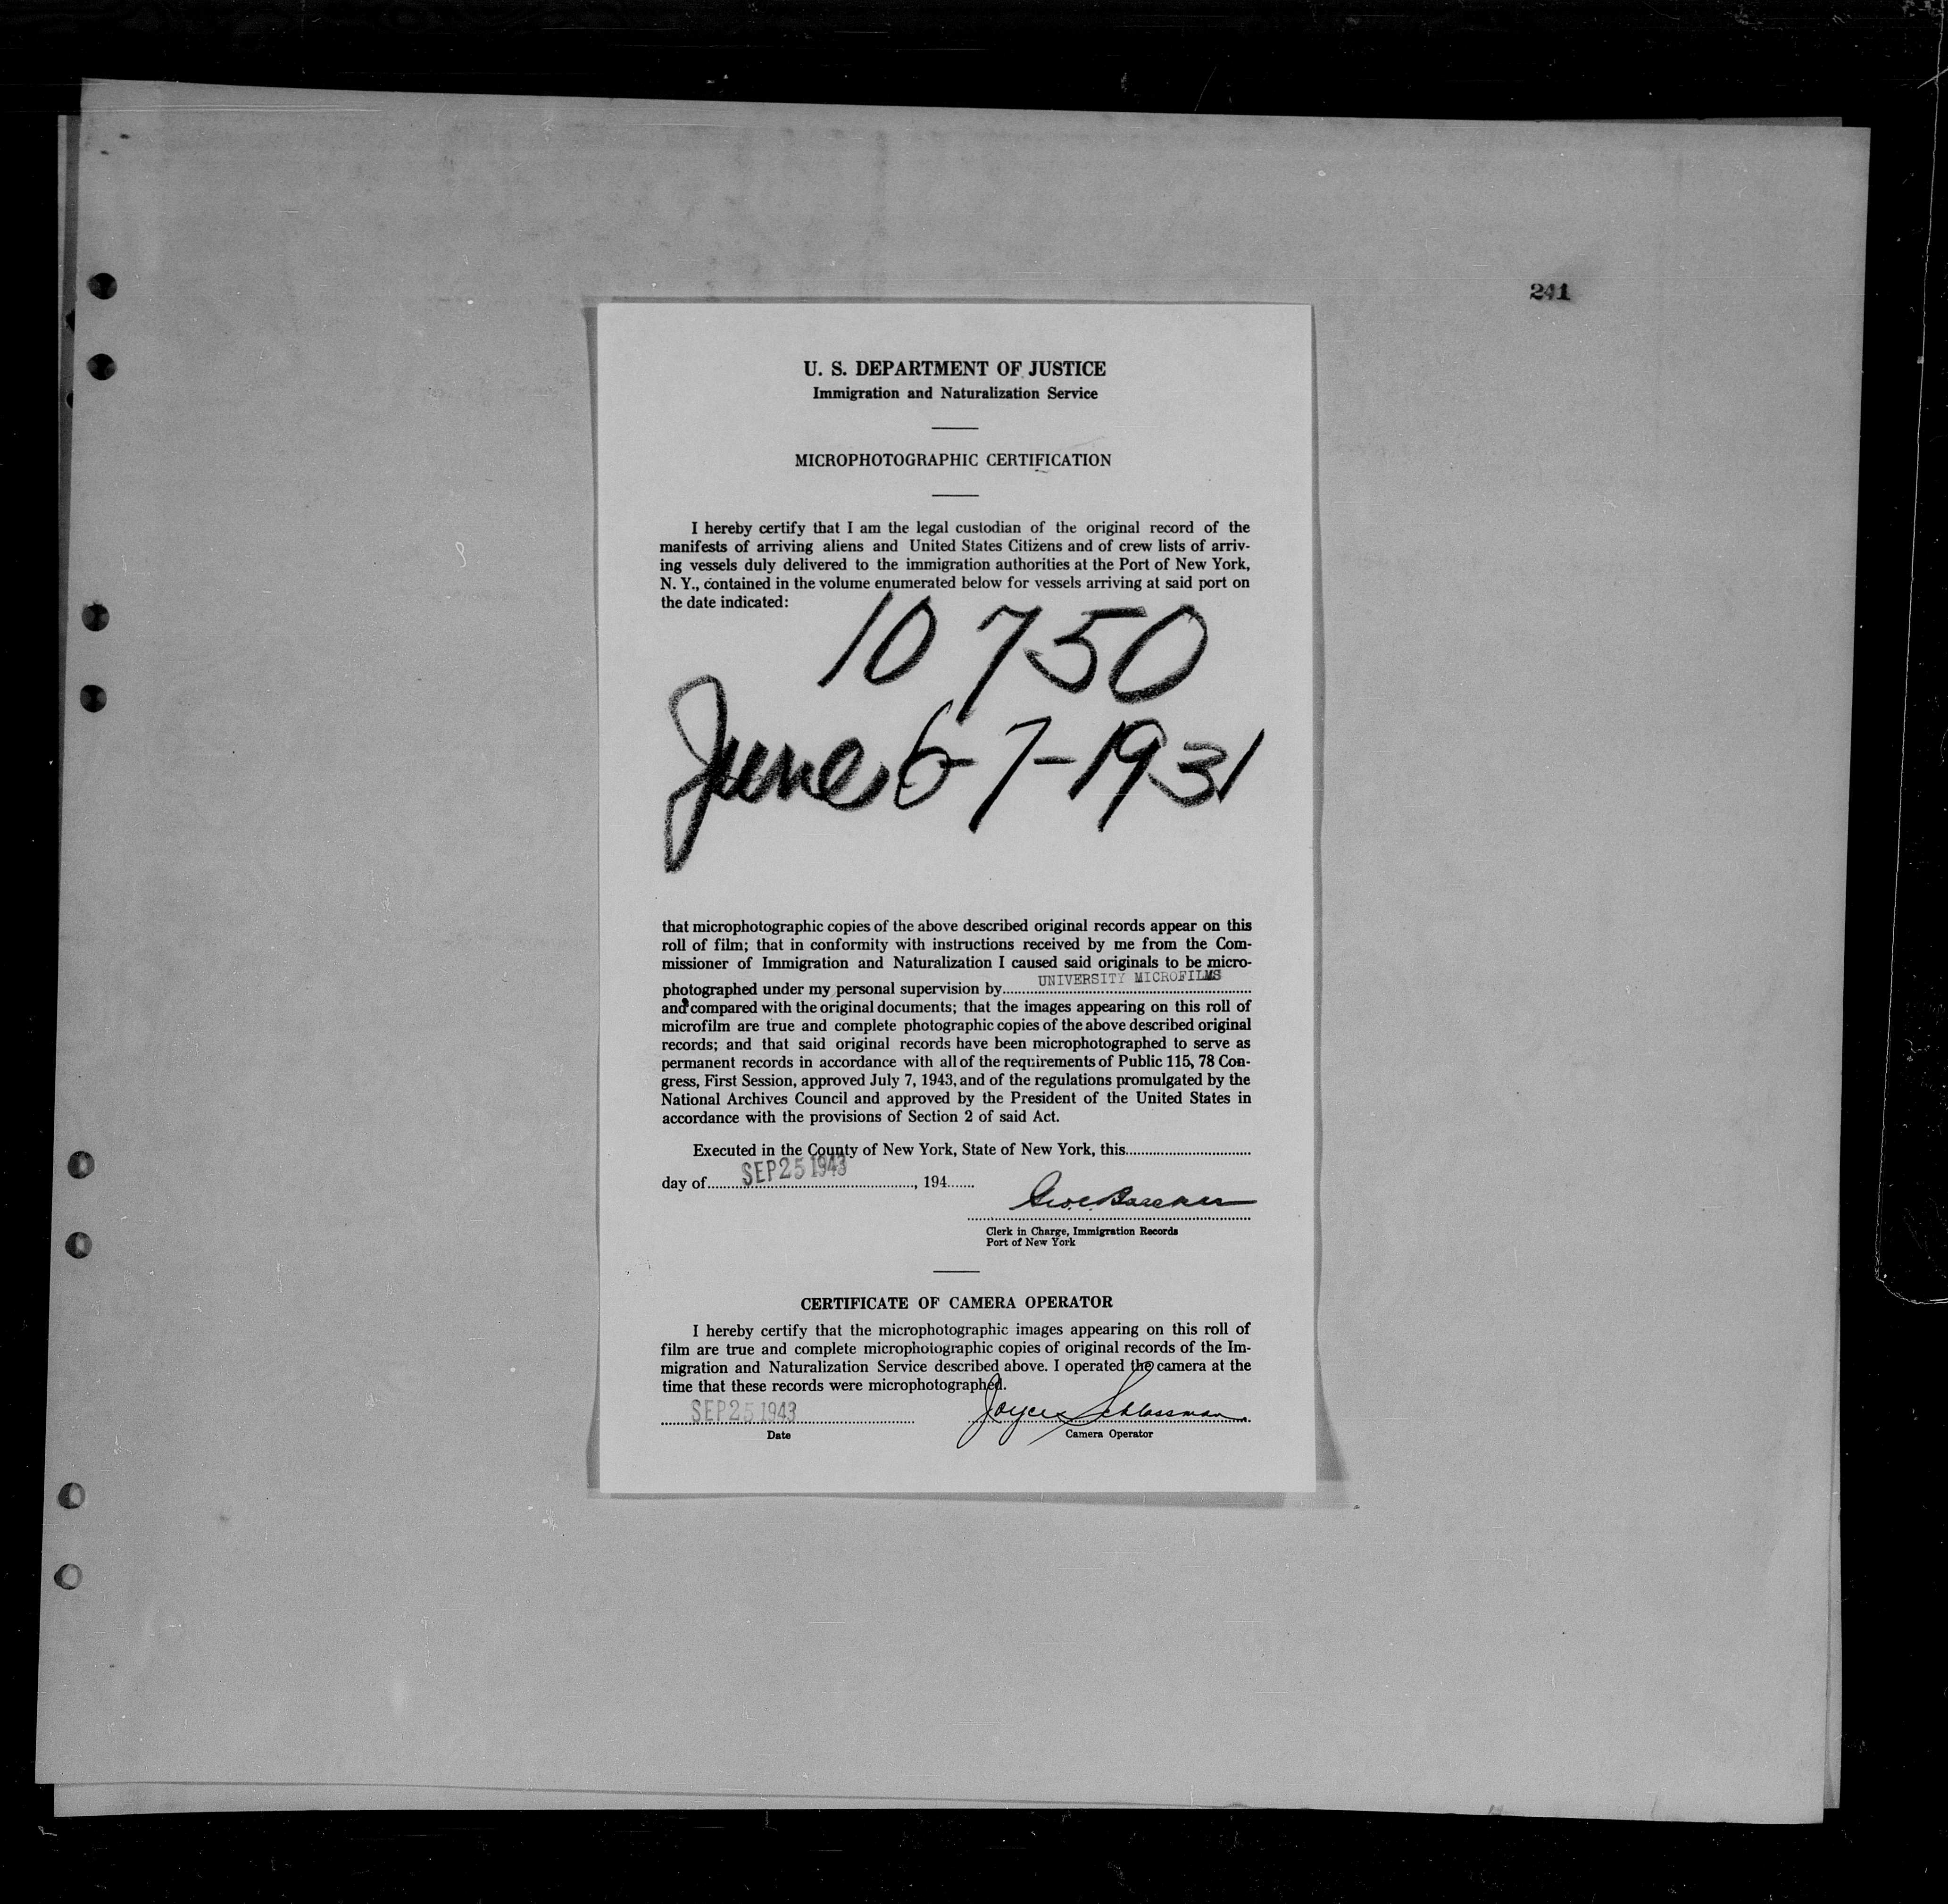 241
U. S. DEPARTMENT OF JUSTICE
Immigration and Naturalization Service
MICROPHOTOGRAPHIC CERTIFICATION
I hereby certify that I am the legal custodian of the original record of the
manifests of arriving aliens and United States Citizens and of crew lists of arriv-
ing vessels duly delivered to the immigration authorities at the Port of New York,
N. Y., contained in the volume enumerated below for vessels arriving at said port on
the date indicated:
10750
June 6-7-1931
that microphotographic copies of the above described original records appear on this
roll of film; that in conformity with instructions received by me from the Com-
missioner of Immigration and Naturalization I caused said originals to be micro-
photographed under my personal supervision by UNIVERSITY MICROFILMS
and compared with the original documents; that the images appearing on this roll of
microfilm are true and complete photographic copies of the above described original
records; and that said original records have been microphotographed to serve as
permanent records in accordance with all of the requirements of Public 115, 78 Con-
gress, First Session, approved July 7, 1943, and of the regulations promulgated by the
National Archives Council and approved by the President of the United States in
accordance with the provisions of Section 2 of said Act.
Executed in the County of New York, State of New York, this
day of SEP 25 1943, 194
Clerk in Charge, Immigration Records
Port of New York
CERTIFICATE OF CAMERA OPERATOR
I hereby certify that the microphotographic images appearing on this roll of
film are true and complete microphotographic copies of original records of the Im-
migration and Naturalization Service described above. I operated the camera at the
time that these records were microphotographed.
SEP 25 1943 Joyce Schlossman
Date Camera Operator